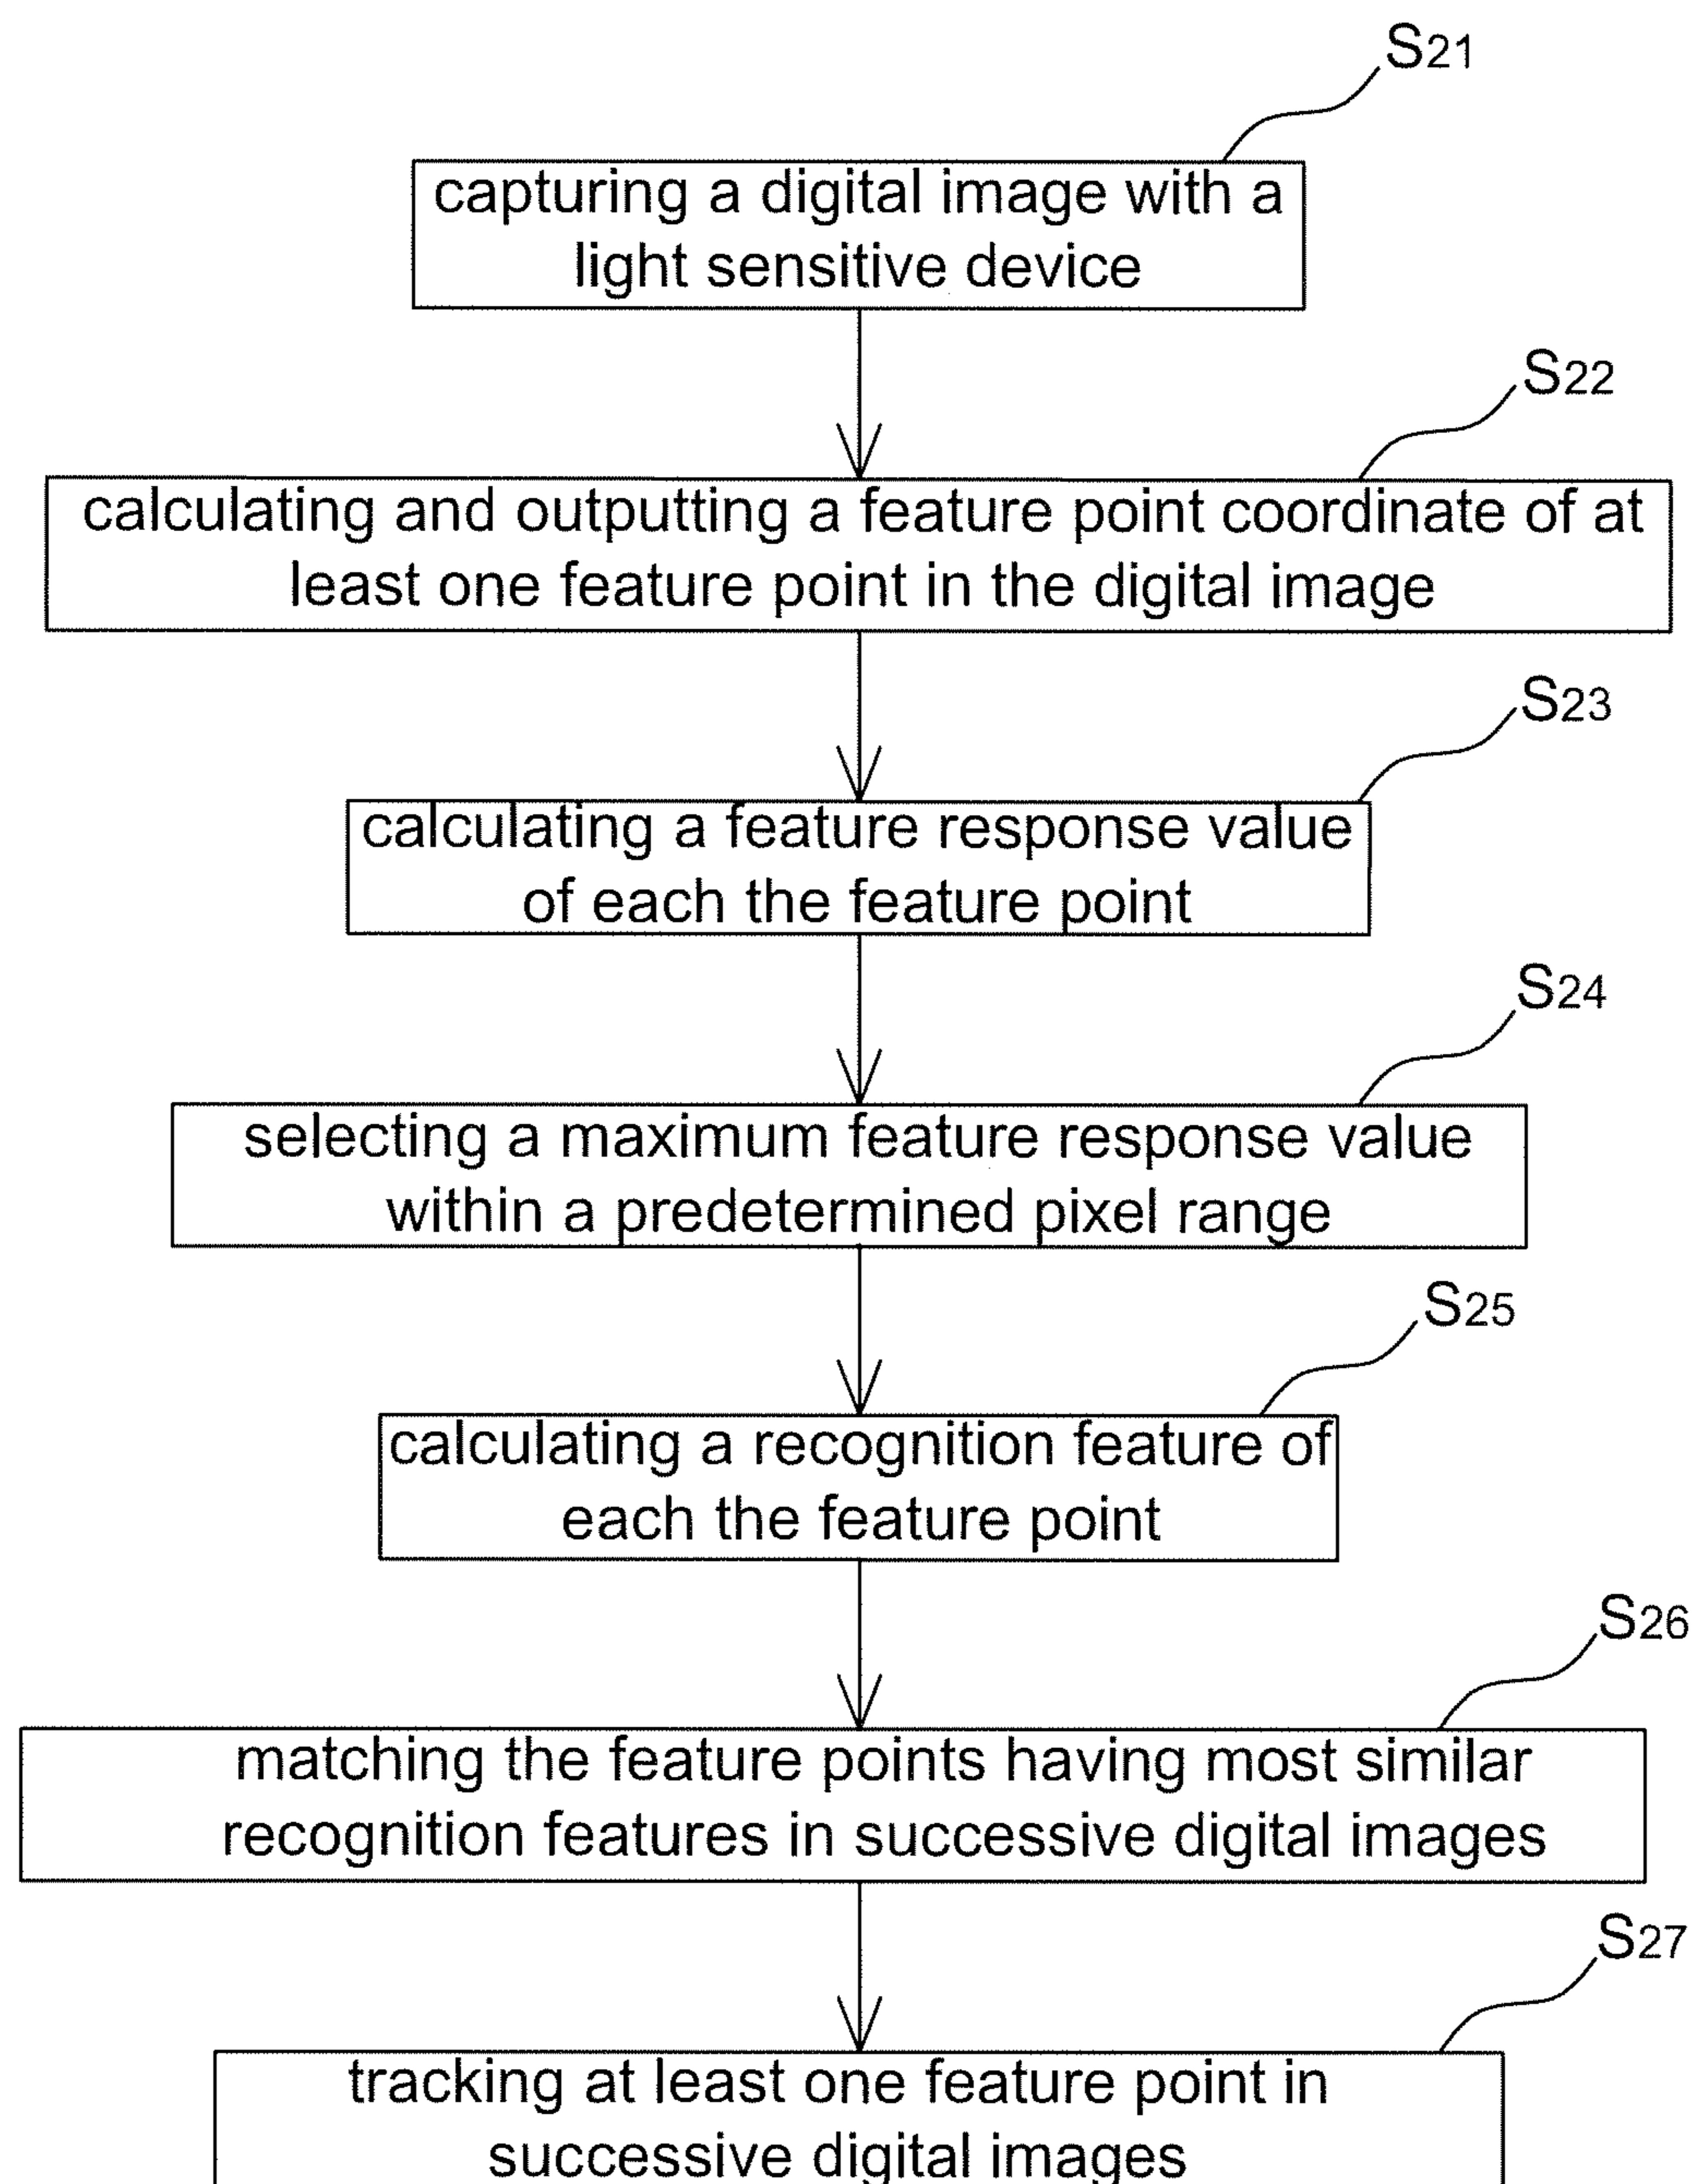 S21
capturing a digital image with a
light sensitive device
S22
calculating and outputting a feature point coordinate of at
least one feature point in the digital image
S23
calculating a feature response value
of each the feature point
S24
selecting a maximum feature response value
within a predetermined pixel range
S25
calculating a recognition feature of
each the feature point
S26
matching the feature points having most similar
recognition features in successive digital images
S27
tracking at least one feature point in
successive digital images